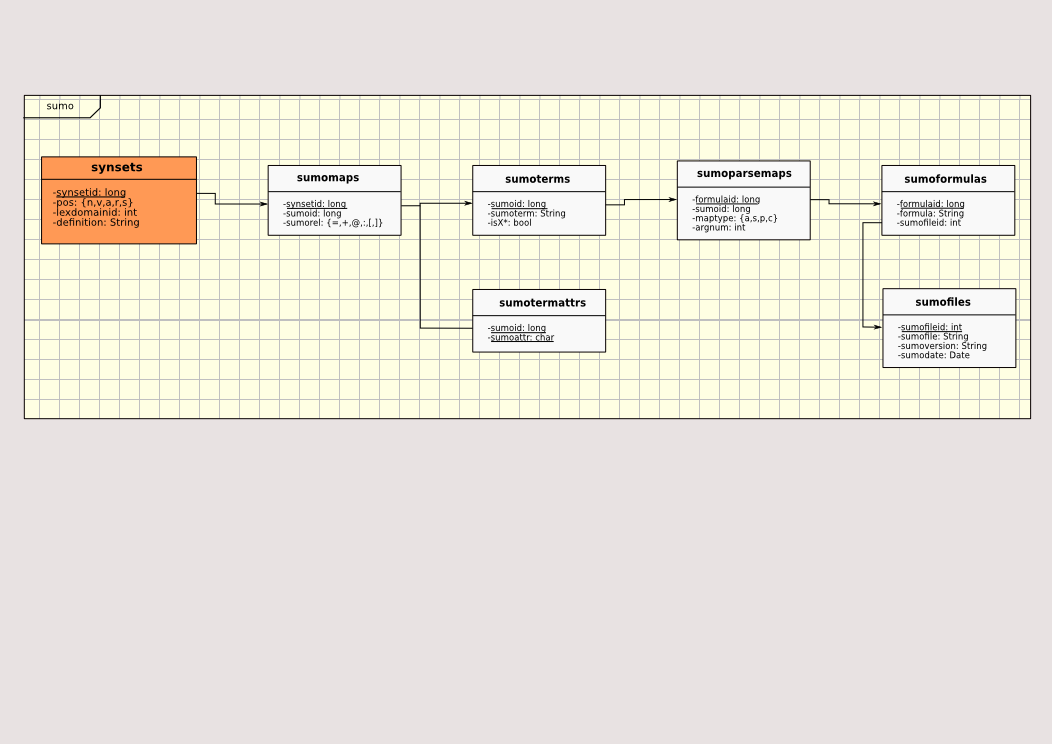 sumo
synsets
-synsetid: long
-pos: {n,v,a,r,s}
-lexdomainid: int
-definition: String
sumomaps
-synsetid: long
-sumoid: long
-sumorel: {=,+,@,:,[,]}
sumoterms
-sumoid: long
-sumoterm: String
-isX*: bool
sumoparsemaps
-formulaid: long
-sumoid: long
-maptype: {a,s,p,c}
-argnum: int
sumoformulas
-formulaid: long
-formula: String
-sumofileid: int
sumotermattrs
-sumoid: long
-sumoattr: char
sumofiles
-sumofileid: int
-sumofile: String
-sumoversion: String
-sumodate: Date